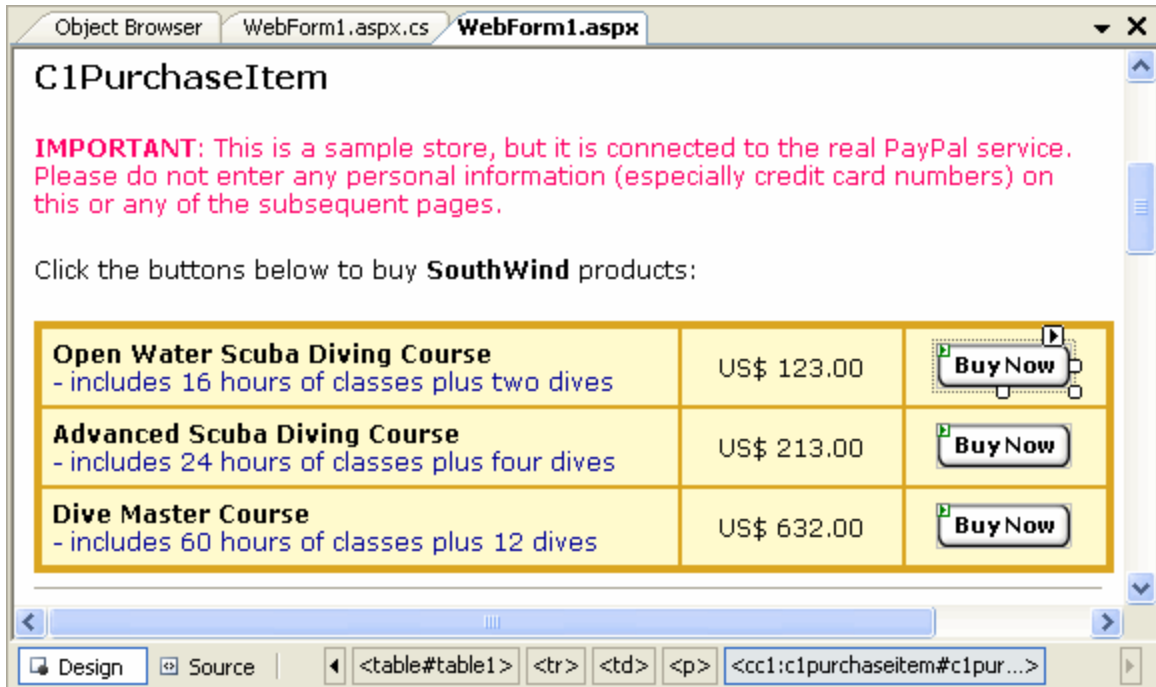 Object Browser WebForm1.aspx.cs WebForm1.aspx
C1PurchaseItem
IMPORTANT: This is a sample store, but it is connected to the real PayPal service.
Please do not enter any personal information (especially credit card numbers) on
this or any of the subsequent pages.
Click the buttons below to buy SouthWind products:
Open Water Scuba Diving Course
- includes 16 hours of classes plus two dives
US$ 123.00
Buy Now
Advanced Scuba Diving Course
- includes 24 hours of classes plus four dives
US$ 213.00
Buy Now
Dive Master Course
- includes 60 hours of classes plus 12 dives
US$ 632.00
Buy Now
Design Source <table#table1> <tr> <td> <p> <cc1:c1purchaseitem#c1pur...>